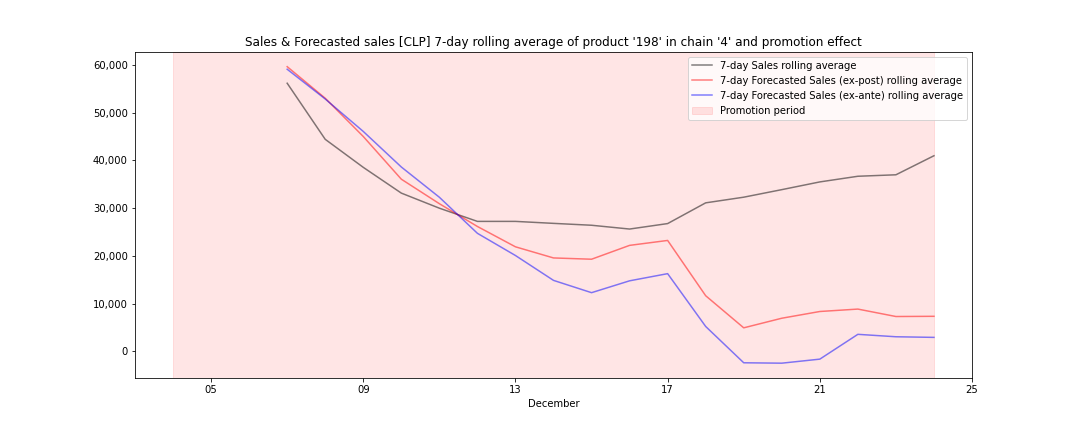 Sales & Forecasted sales [CLP] 7-day rolling average of product '198' in chain '4' and promotion effect
7-day Sales rolling average
7-day Forecasted Sales (ex-post) rolling average
7-day Forecasted Sales (ex-ante) rolling average
Promotion period
60,000
50,000
40,000
30,000
20,000
10,000
0
05 09 13 17 21 25
December